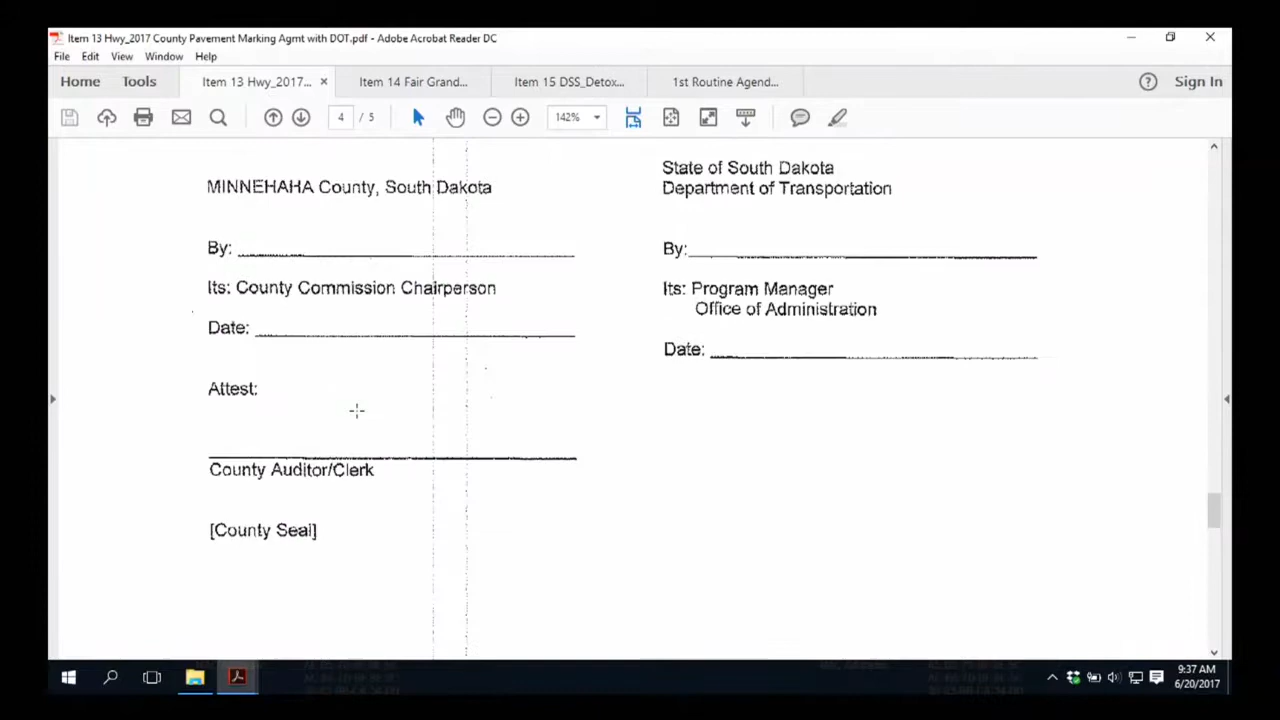 Item 13 Hwy_2017 County Pavement Marking Agmt with DOT.pdf - Adobe Acrobat Reader DC
File Edit View Window Help
Home Tools Item 13 Hwy_2017... × Item 14 Fair Grand... Item 15 DSS_Detox... 1st Routine Agend... Sign In
4 / 5 142%
MINNEHAHA County, South Dakota
By:
Its: County Commission Chairperson
Date:
Attest:
County Auditor/Clerk
[County Seal]
State of South Dakota
Department of Transportation
By:
Its: Program Manager
Office of Administration
Date:
9:37 AM
6/20/2017